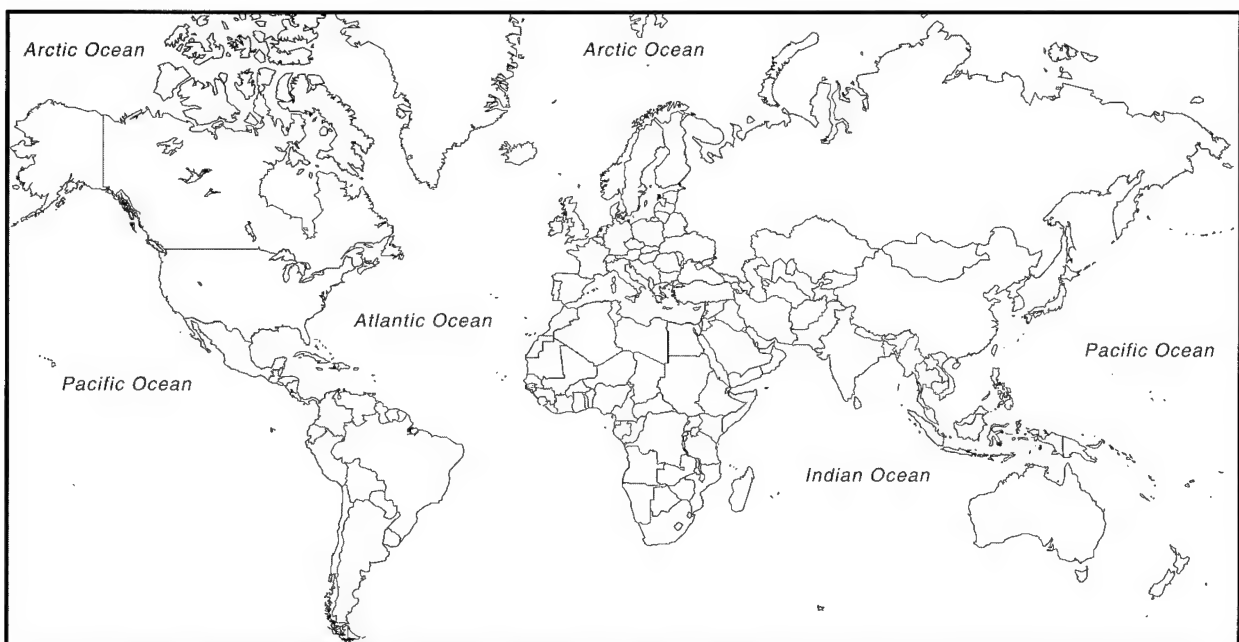 Arctic Ocean
Arctic Ocean
Atlantic Ocean
Pacific Ocean
Pacific Ocean
Indian Ocean